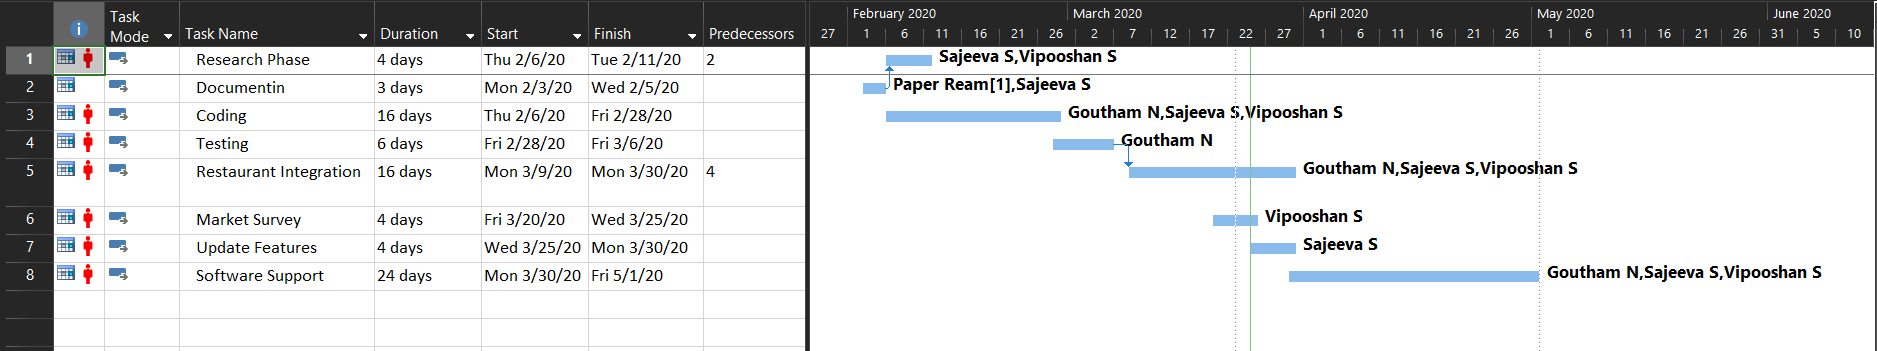 Task Mode Task Name Duration Start Finish Predecessors
February 2020 March 2020 April 2020 May 2020 June 2020
27 1 6 11 16 21 26 2 7 12 17 22 27 1 6 11 16 21 26 1 6 11 16 21 26 31 5 10
1 Research Phase 4 days Thu 2/6/20 Tue 2/11/20 2 Sajeeva S,Vipooshan S
2 Documentin 3 days Mon 2/3/20 Wed 2/5/20 Paper Ream[1],Sajeeva S
3 Coding 16 days Thu 2/6/20 Fri 2/28/20 Goutham N,Sajeeva S,Vipooshan S
4 Testing 6 days Fri 2/28/20 Fri 3/6/20 Goutham N
5 Restaurant Integration 16 days Mon 3/9/20 Mon 3/30/20 4 Goutham N,Sajeeva S,Vipooshan S
6 Market Survey 4 days Fri 3/20/20 Wed 3/25/20 Vipooshan S
7 Update Features 4 days Wed 3/25/20 Mon 3/30/20 Sajeeva S
8 Software Support 24 days Mon 3/30/20 Fri 5/1/20 Goutham N,Sajeeva S,Vipooshan S